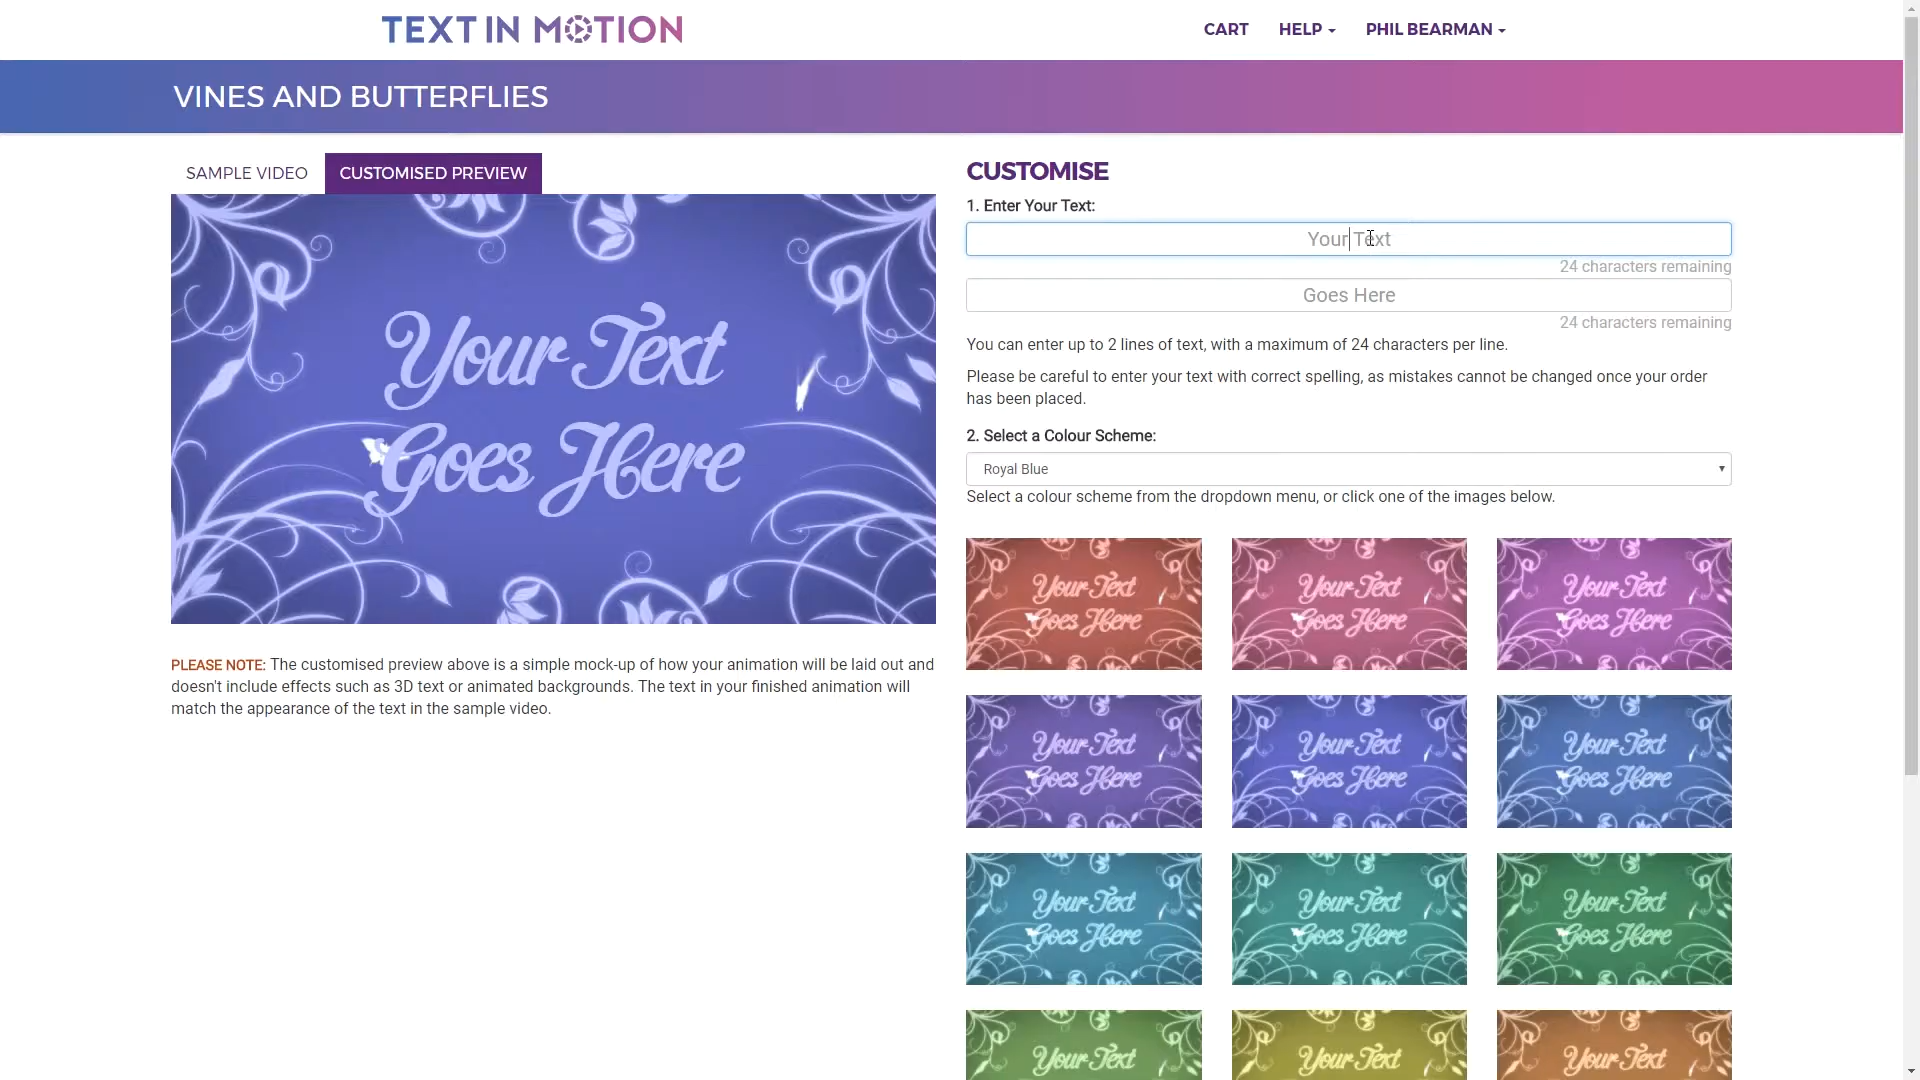 TEXT IN MOTION
CART
HELP
PHIL BEARMAN
VINES AND BUTTERFLIES
SAMPLE VIDEO
CUSTOMISED PREVIEW
Your Text
Goes Here
PLEASE NOTE: The customised preview above is a simple mock-up of how your animation will be laid out and
doesn't include effects such as 3D text or animated backgrounds. The text in your finished animation will
match the appearance of the text in the sample video.
CUSTOMISE
1. Enter Your Text:
Your Text
24 characters remaining
Goes Here
24 characters remaining
You can enter up to 2 lines of text, with a maximum of 24 characters per line.
Please be careful to enter your text with correct spelling, as mistakes cannot be changed once your order
has been placed.
2. Select a Colour Scheme:
Royal Blue
Select a colour scheme from the dropdown menu, or click one of the images below.
Your Text
Goes Here
Your Text
Goes Here
Your Text
Goes Here
Your Text
Goes Here
Your Text
Goes Here
Your Text
Goes Here
Your Text
Goes Here
Your Text
Goes Here
Your Text
Goes Here
Your Text
Your Text
Your Text